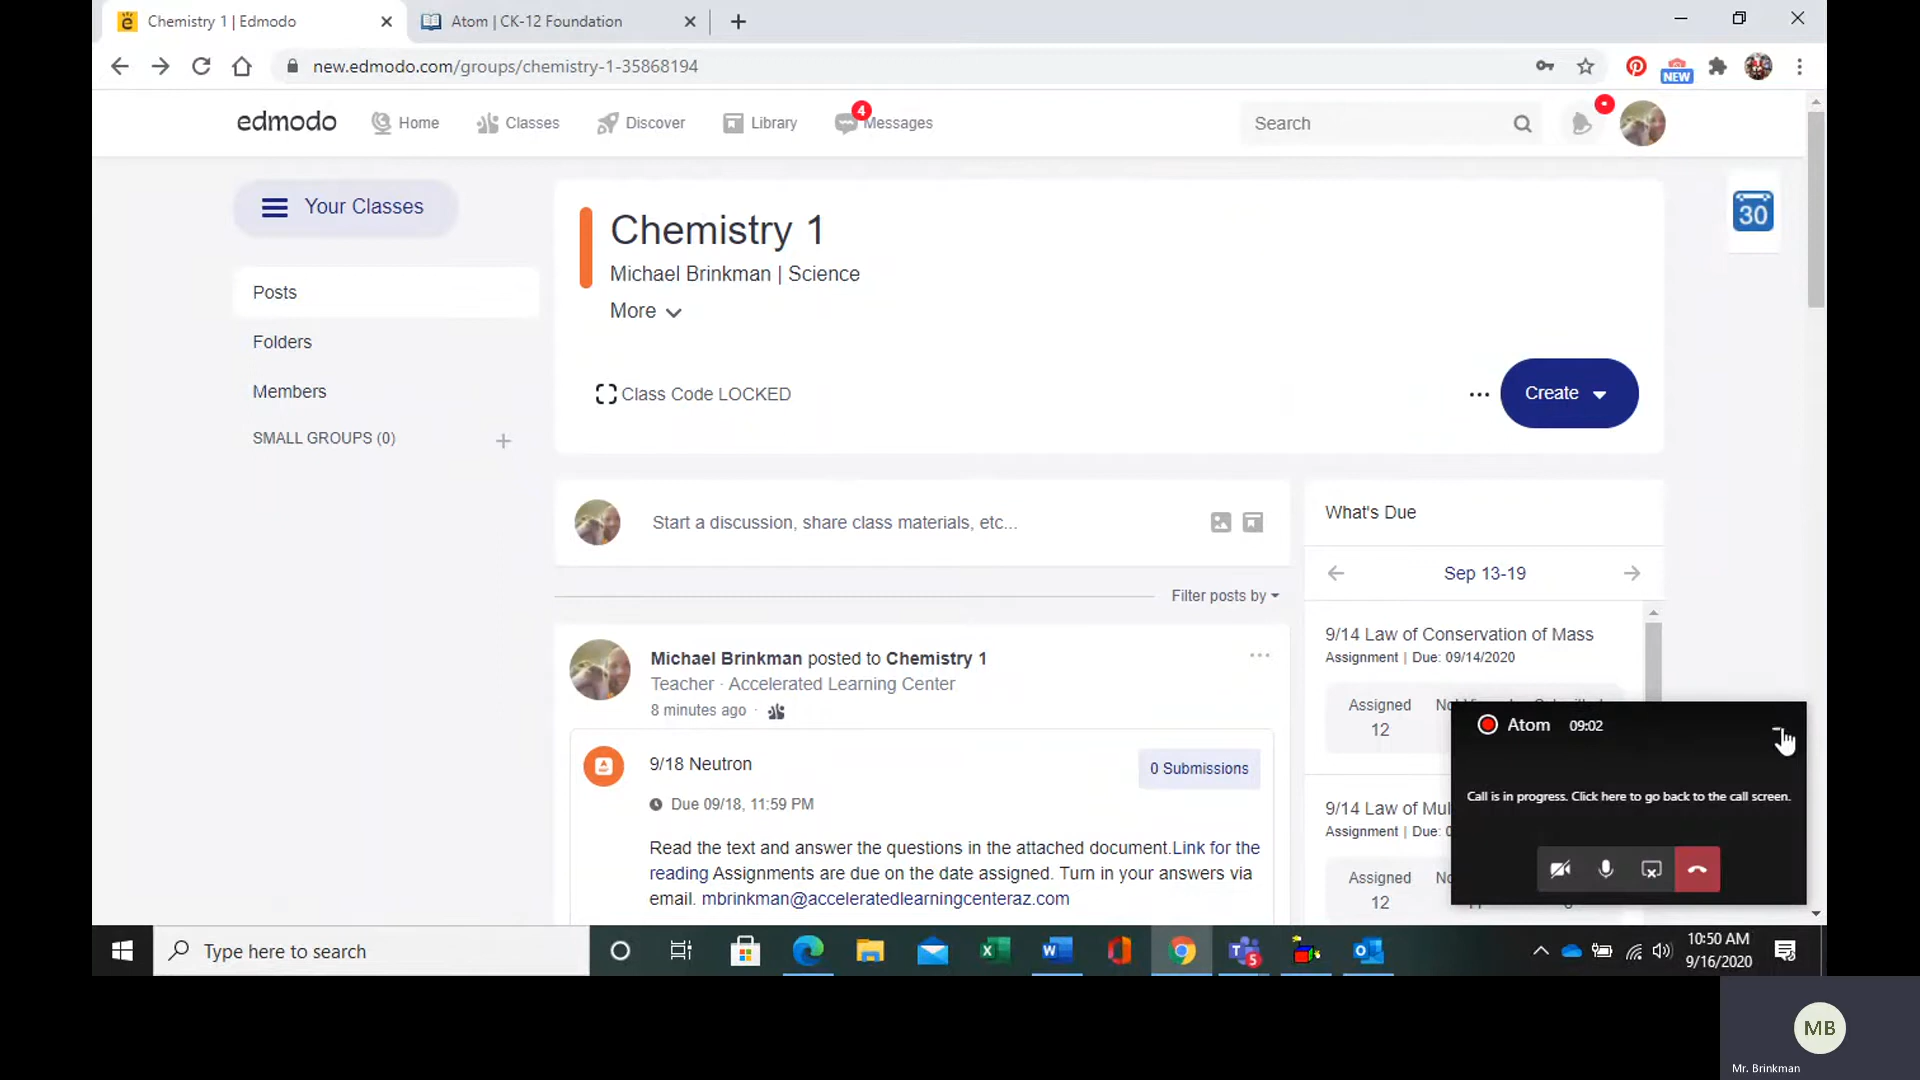 Chemistry 1 | Edmodo
Atom | CK-12 Foundation
new.edmodo.com/groups/chemistry-1-35868194
NEW
edmodo
Home
Classes
Discover
Library
4
Messages
Search
Your Classes
30
Chemistry 1
Michael Brinkman | Science
More
Posts
Folders
Members
SMALL GROUPS (0)
Class Code LOCKED
Create
Start a discussion, share class materials, etc...
What's Due
Sep 13-19
Filter posts by
Michael Brinkman posted to Chemistry 1
Teacher · Accelerated Learning Center
8 minutes ago ·
9/18 Neutron
0 Submissions
Due 09/18, 11:59 PM
Read the text and answer the questions in the attached document.Link for the
reading Assignments are due on the date assigned. Turn in your answers via
email. mbrinkman@acceleratedlearningcenteraz.com
9/14 Law of Conservation of Mass
Assignment | Due: 09/14/2020
Assigned
12
9/14 Law of Mul
Assignment | Due: 0
Assigned
12
Atom 09:02
Call is in progress. Click here to go back to the call screen.
Type here to search
5
10:50 AM
9/16/2020
MB
Mr. Brinkman